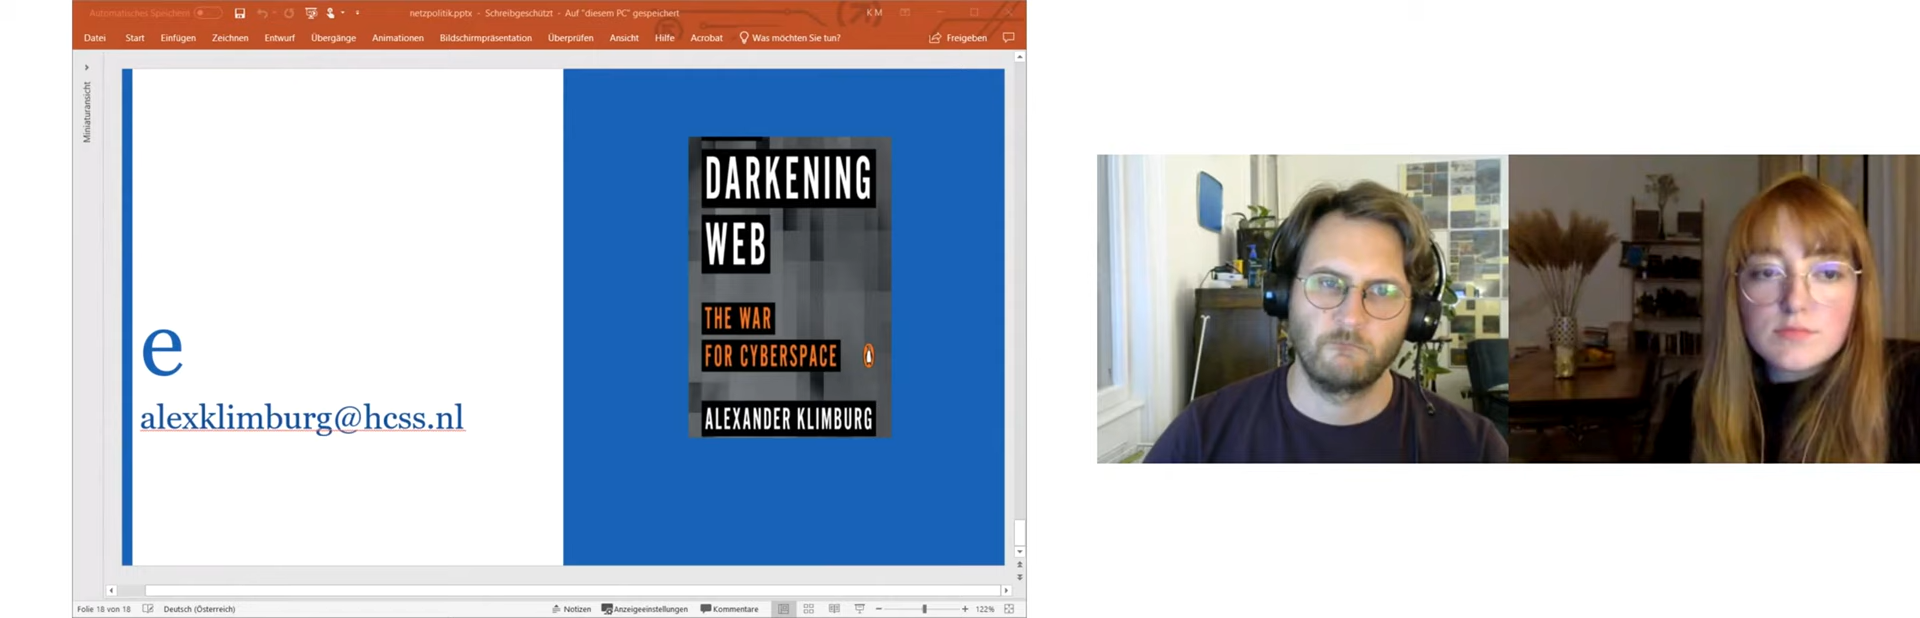 Automatisches Speichern
netzpolitik.pptx - Schreibgeschützt - Auf "diesem PC" gespeichert
K M
Datei Start Einfügen Zeichnen Entwurf Übergänge Animationen Bildschirmpräsentation Überprüfen Ansicht Hilfe Acrobat Was möchten Sie tun? Freigeben
Miniaturansicht
e
alexklimburg@hcss.nl
DARKENING
WEB
THE WAR
FOR CYBERSPACE
ALEXANDER KLIMBURG
Folie 18 von 18 Deutsch (Österreich) Notizen Anzeigeeinstellungen Kommentare 122%